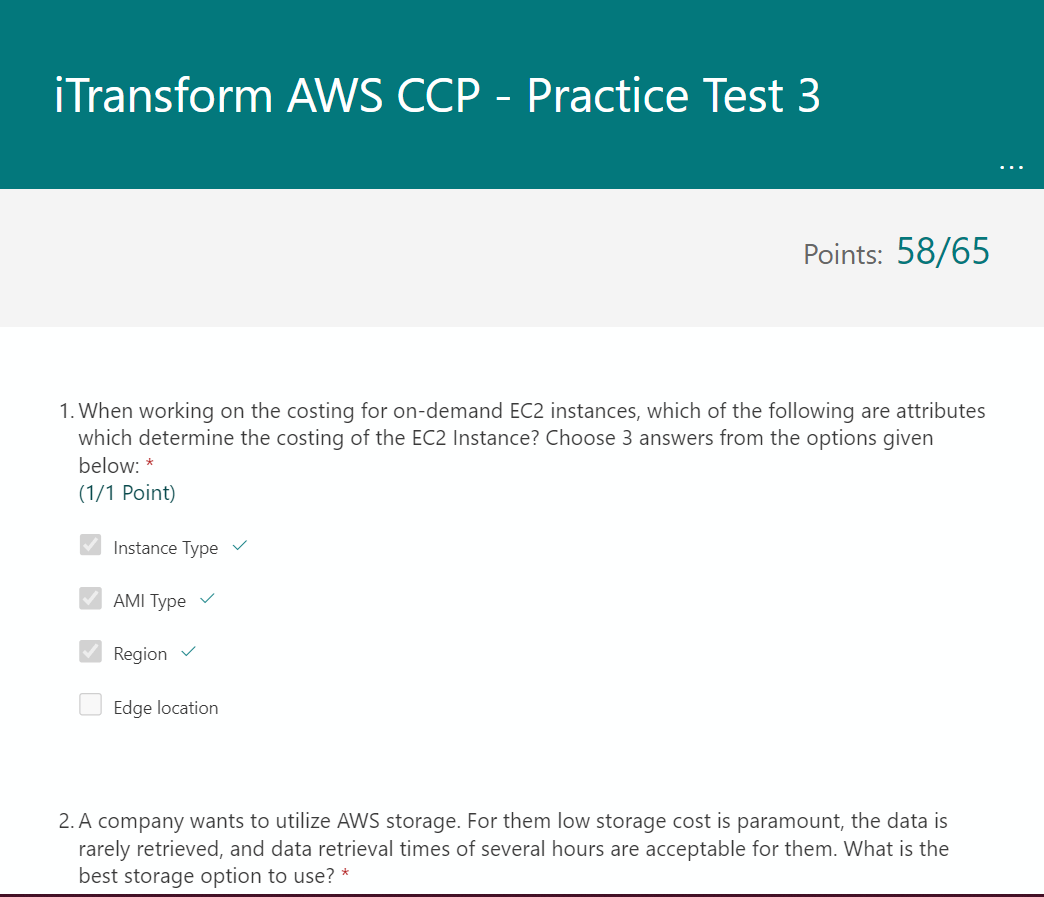 iTransform AWS CCP - Practice Test 3
...
Points: 58/65
1. When working on the costing for on-demand EC2 instances, which of the following are attributes
which determine the costing of the EC2 Instance? Choose 3 answers from the options given
below: *
(1/1 Point)
Instance Type
AMI Type
Region
Edge location
2. A company wants to utilize AWS storage. For them low storage cost is paramount, the data is
rarely retrieved, and data retrieval times of several hours are acceptable for them. What is the
best storage option to use? *